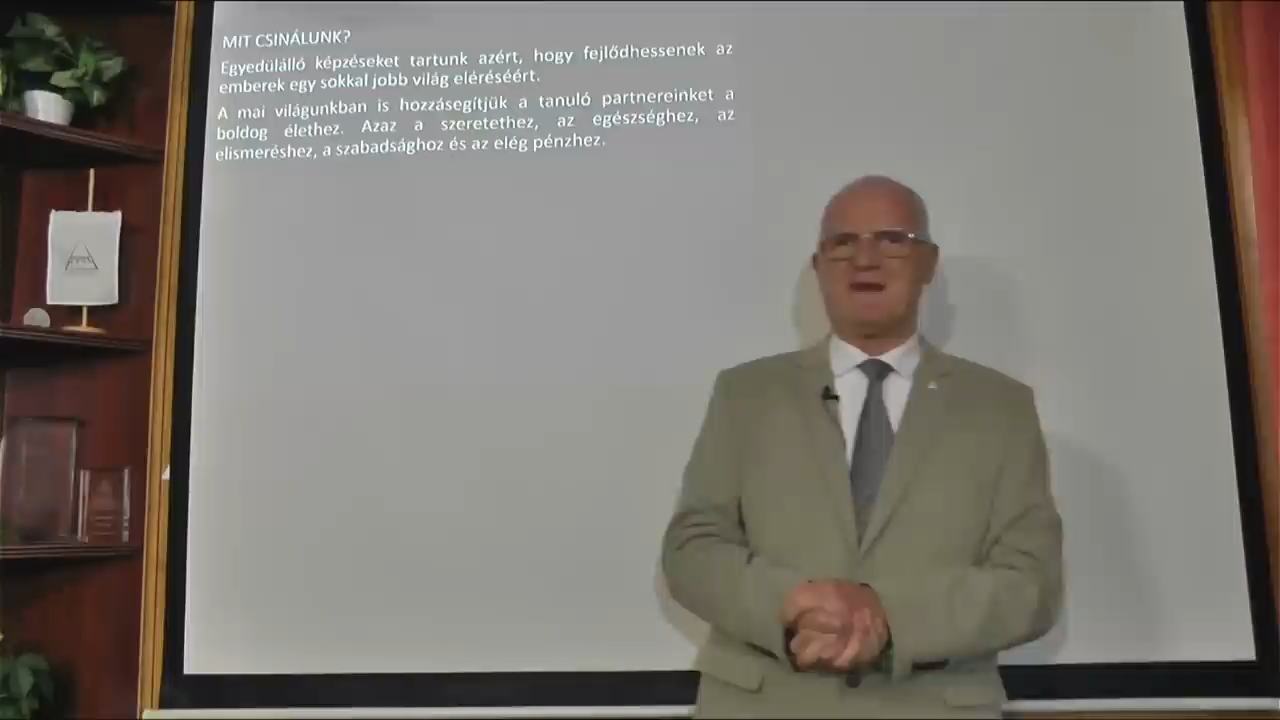 MIT CSINÁLUNK?
Egyedülálló képzéseket tartunk azért, hogy fejlődhessenek az
emberek egy sokkal jobb világ eléréséért.
A mai világunkban is hozzásegítjük a tanuló partnereinket a
boldog élethez. Azaz a szeretethez, az egészséghez, az
elismeréshez, a szabadsághoz és az elég pénzhez.